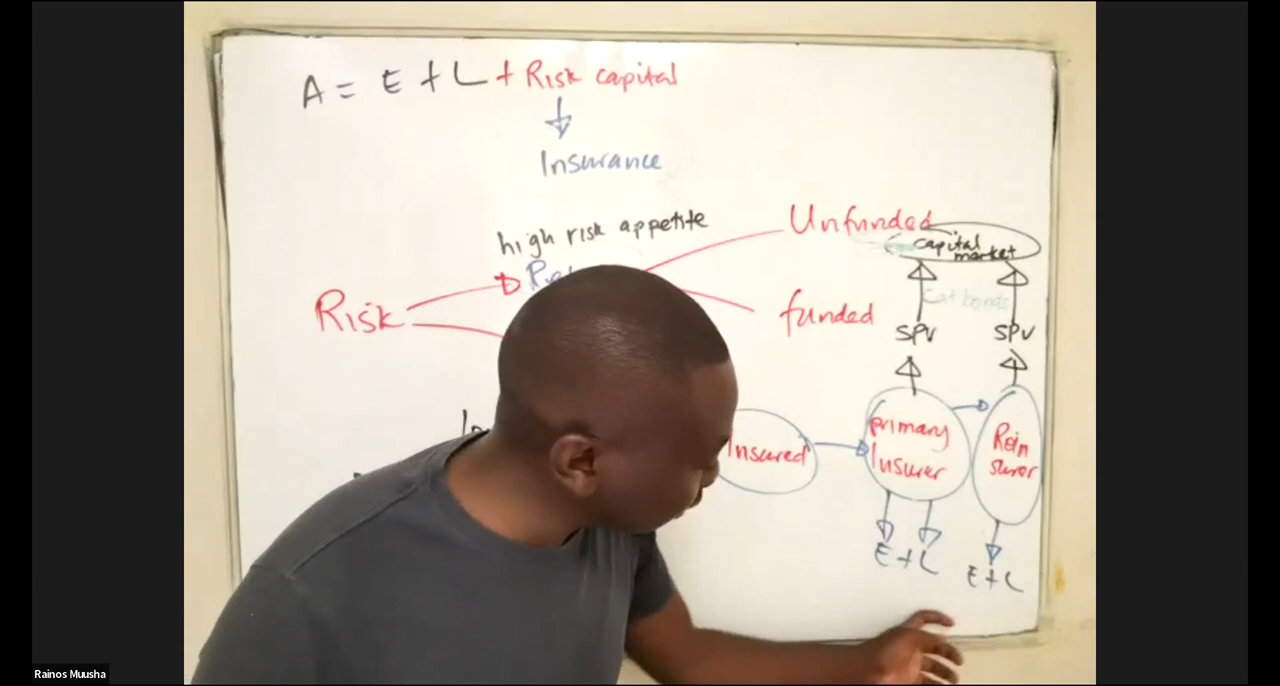 A = E + L + Risk capital
Insurance
high risk appetite
Unfunded
capital
market
Risk
funded
Cat bonds
SPV
SPV
Insured
primary
Insurer
Rein
surer
E + L
E + L
Rainos Muusha